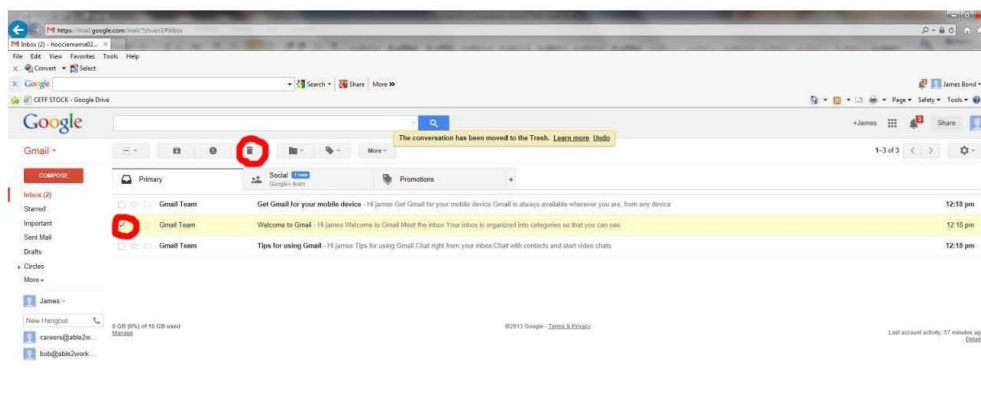 https://mail.google.com/mail/?shva=1#inbox
Inbox (2) - hoociemama02...
File Edit View Favorites Tools Help
Convert Select
Google Search Share More »
James Bond
CETF STOCK - Google Drive
Page Safety Tools
Google
+James 3 Share
The conversation has been moved to the Trash. Learn more Undo
Gmail
More
1–3 of 3
COMPOSE
Primary
Social 1 new
Google+ team
Promotions
+
Inbox (2)
Starred
Important
Sent Mail
Drafts
Circles
More
Gmail Team Get Gmail for your mobile device - Hi james Get Gmail for your mobile device Gmail is always available wherever you are, from any device 12:18 pm
Gmail Team Welcome to Gmail - Hi james Welcome to Gmail Meet the inbox Your inbox is organized into categories so that you can see 12:18 pm
Gmail Team Tips for using Gmail - Hi james Tips for using Gmail Chat right from your inbox Chat with contacts and start video chats 12:18 pm
James
New Hangout
careers@able2w...
bob@able2work...
0 GB (0%) of 15 GB used
Manage
©2013 Google - Terms & Privacy
Last account activity: 57 minutes ag
Detail